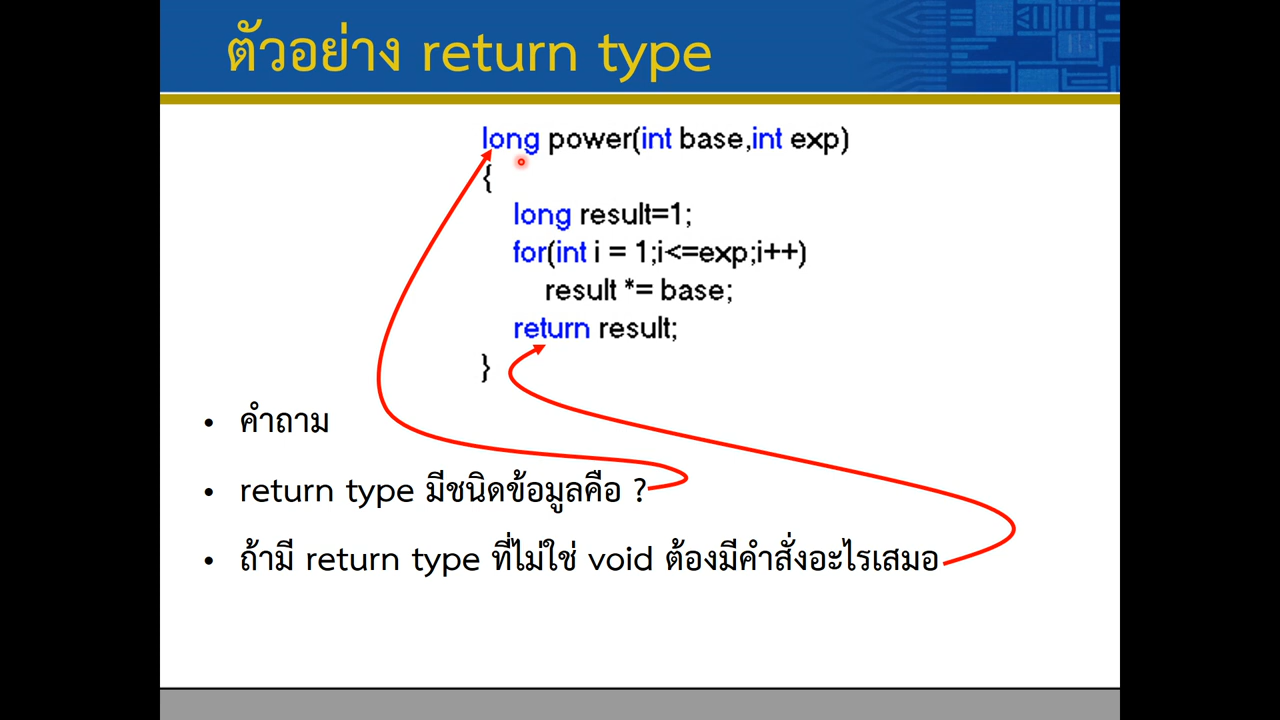 ตัวอย่าง return type
long power(int base,int exp)
{
long result=1;
for(int i = 1;i<=exp;i++)
result *= base;
return result;
}
• คำถาม
• return type มีชนิดข้อมูลคือ ?
• ถ้ามี return type ที่ไม่ใช่ void ต้องมีคำสั่งอะไรเสมอ